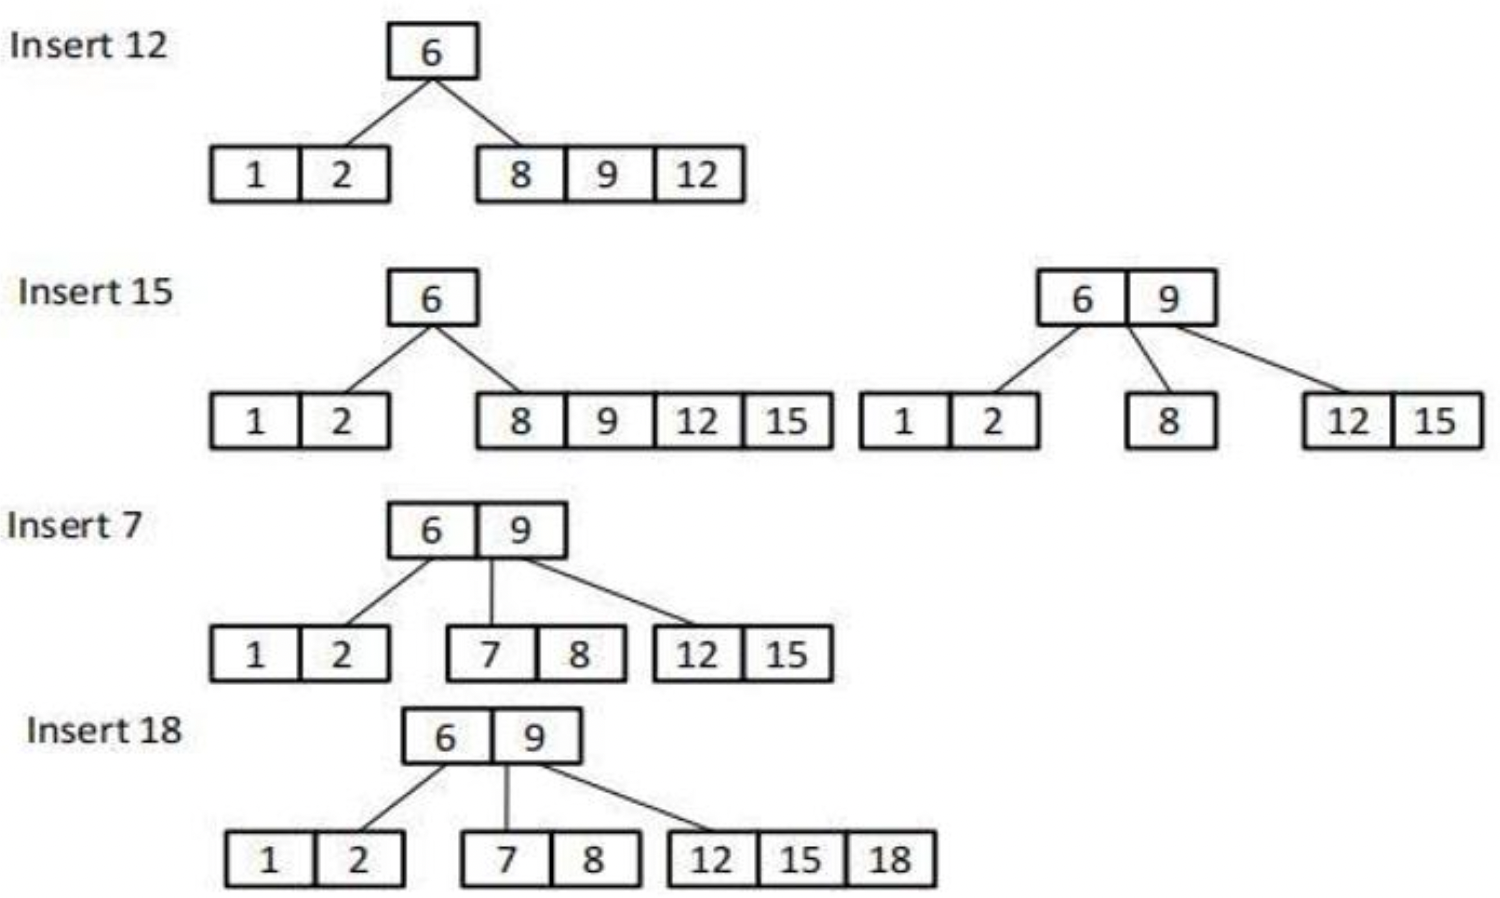 Insert 12
6
1 2 8 9 12
Insert 15
6 6 9
1 2 8 9 12 15 1 2 8 12 15
Insert 7
6 9
1 2 7 8 12 15
Insert 18
6 9
1 2 7 8 12 15 18